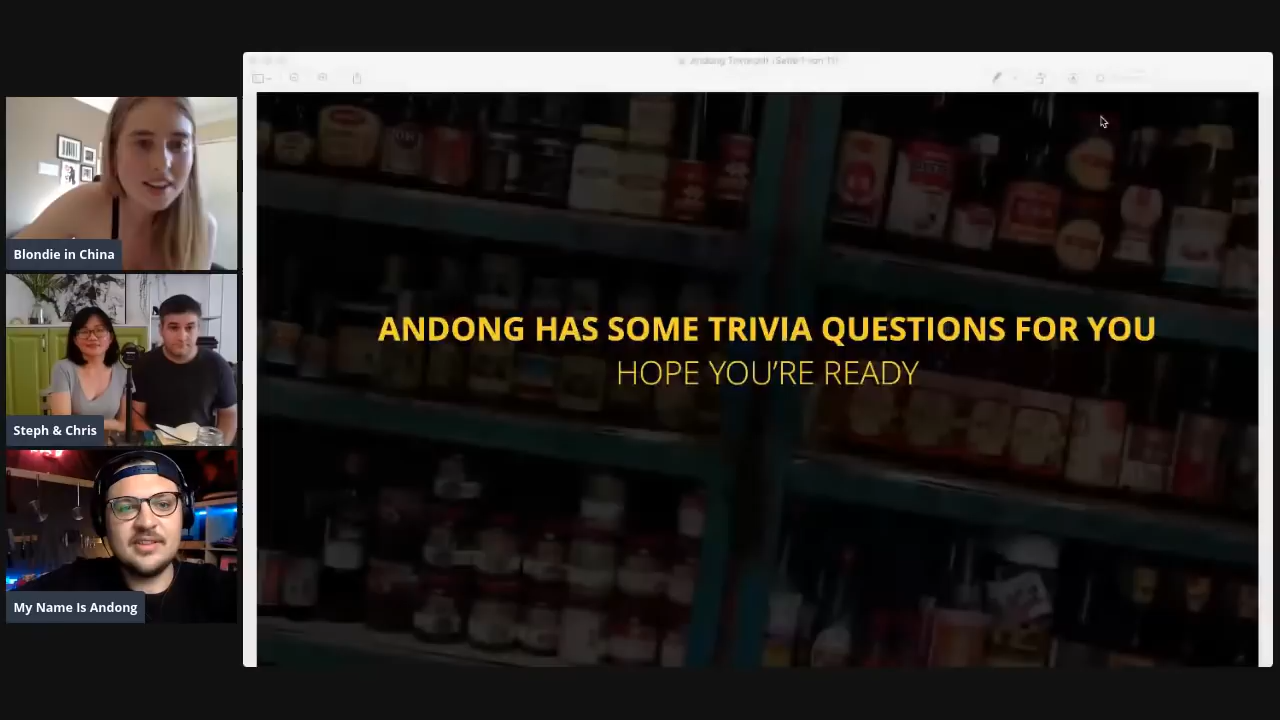 Blondie in China
Steph & Chris
My Name Is Andong
ANDONG HAS SOME TRIVIA QUESTIONS FOR YOU
HOPE YOU'RE READY